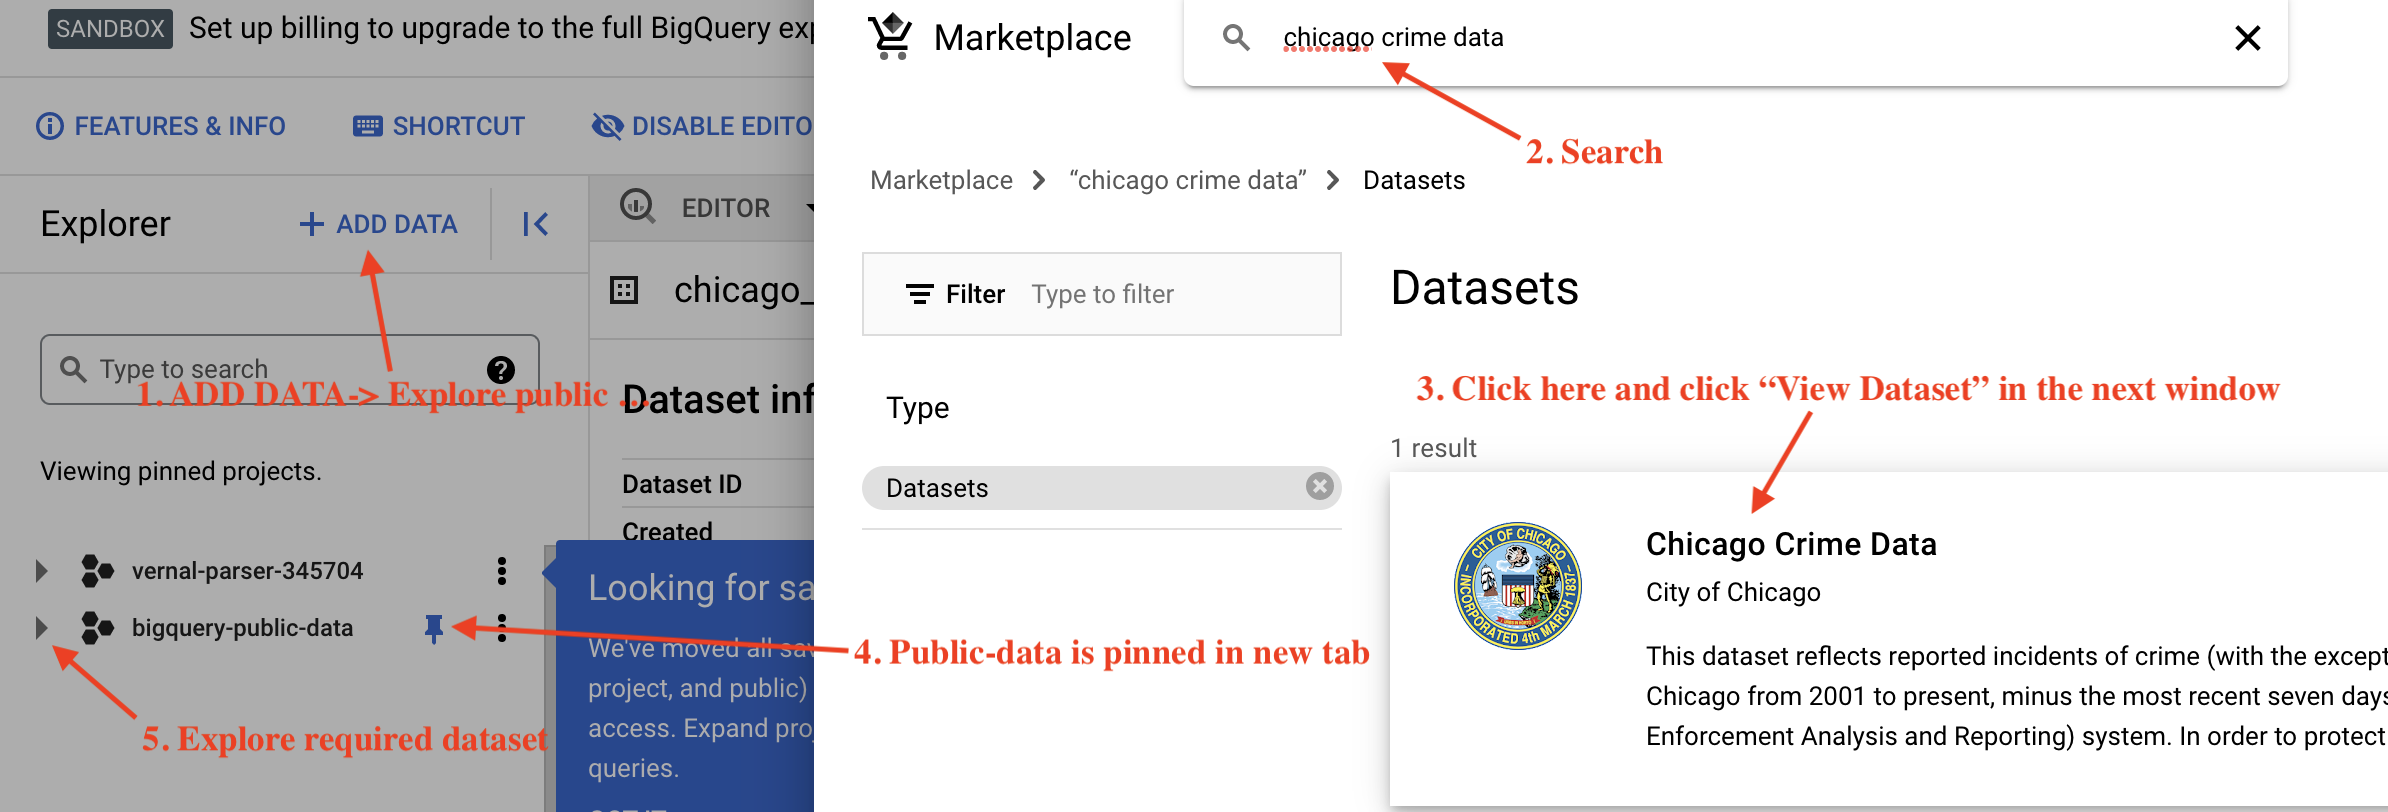 SANDBOX Set up billing to upgrade to the full BigQuery exp
FEATURES & INFO SHORTCUT DISABLE EDITO
Explorer + ADD DATA
EDITOR
chicago_
Type to search
1. ADD DATA-> Explore public ...
Dataset inf
Viewing pinned projects.
Dataset ID
Created
vernal-parser-345704
bigquery-public-data
Looking for sa
We've moved all sav
project, and public)
access. Expand pro
queries.
5. Explore required dataset
Marketplace
chicago crime data
2. Search
Marketplace > “chicago crime data” > Datasets
Filter Type to filter
Type
Datasets
Datasets
3. Click here and click “View Dataset” in the next window
1 result
CITY OF CHICAGO
INCORPORATED 4th MARCH 1837
Chicago Crime Data
City of Chicago
This dataset reflects reported incidents of crime (with the except
Chicago from 2001 to present, minus the most recent seven days
Enforcement Analysis and Reporting) system. In order to protect
4. Public-data is pinned in new tab